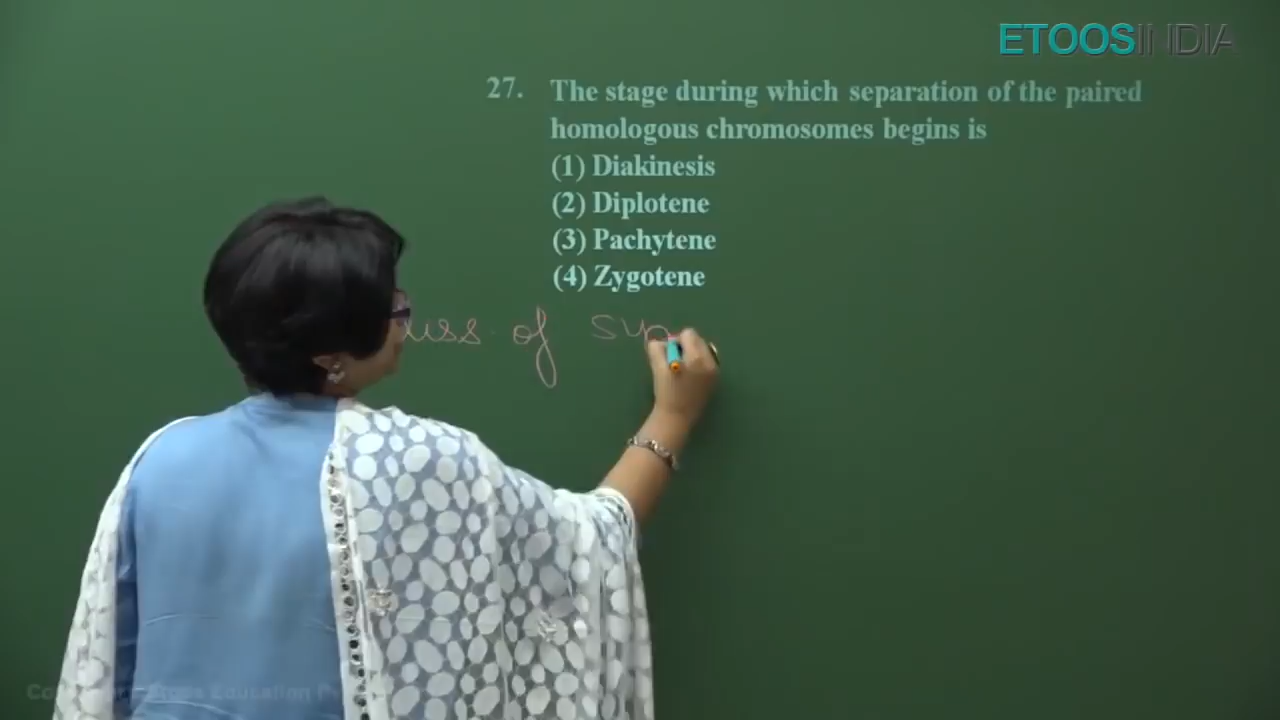 ETOOSINDIA
27. The stage during which separation of the paired
homologous chromosomes begins is
(1) Diakinesis
(2) Diplotene
(3) Pachytene
(4) Zygotene
of